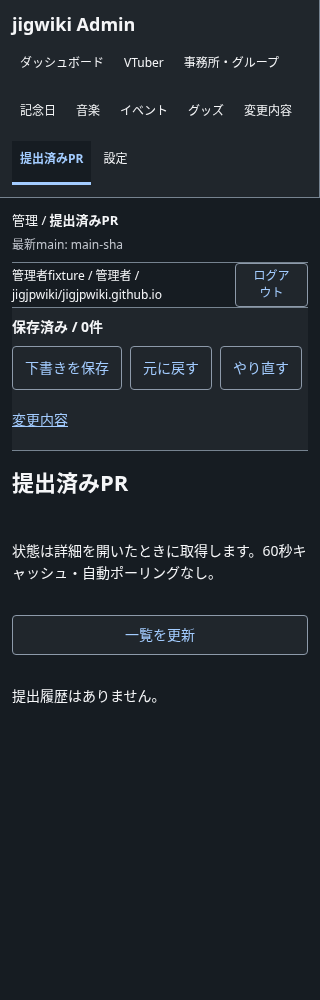 jigwiki Admin
ダッシュボード VTuber 事務所・グループ
記念日 音楽 イベント グッズ 変更内容
提出済みPR 設定
管理 / 提出済みPR
最新main: main-sha
管理者fixture / 管理者 /
jigjpwiki/jigjpwiki.github.io
ログア
ウト
保存済み / 0件
下書きを保存 元に戻す やり直す
変更内容
提出済みPR
状態は詳細を開いたときに取得します。60秒キ
ャッシュ・自動ポーリングなし。
一覧を更新
提出履歴はありません。